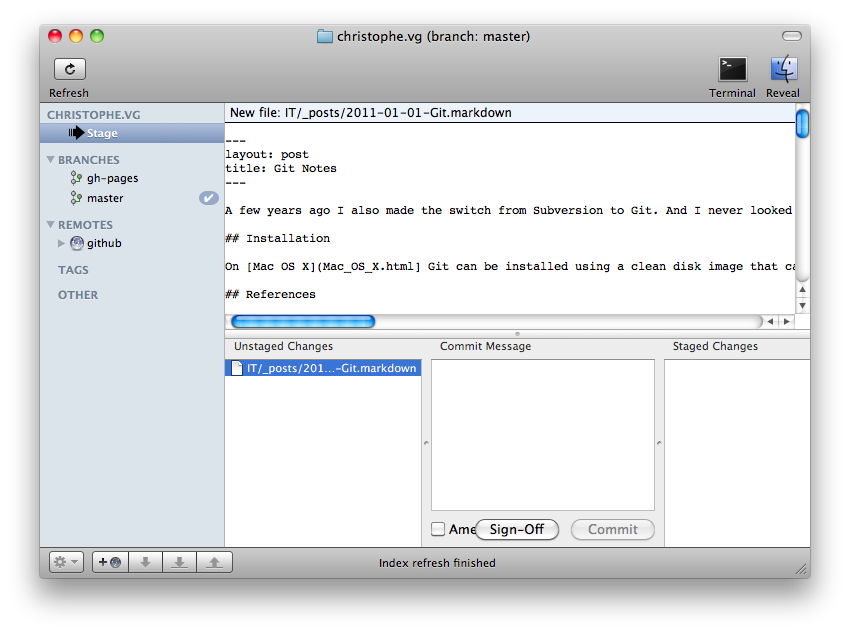 christophe.vg (branch: master)
Refresh
Terminal
Reveal
CHRISTOPHE.VG
Stage
BRANCHES
gh-pages
master
REMOTES
github
TAGS
OTHER
New file: IT/_posts/2011-01-01-Git.markdown
---
layout: post
title: Git Notes
---
A few years ago I also made the switch from Subversion to Git. And I never looked
## Installation
On [Mac OS X](Mac_OS_X.html] Git can be installed using a clean disk image that ca
## References
Unstaged Changes
IT/_posts/201...-Git.markdown
Commit Message
Ame
Sign-Off
Commit
Staged Changes
Index refresh finished